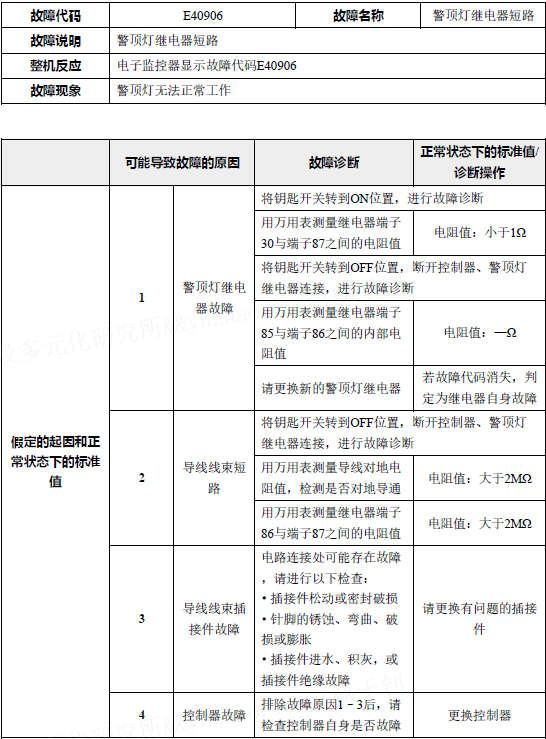 故障代码 E40906 故障名称 警顶灯继电器短路
故障说明 警顶灯继电器短路
整机反应 电子监控器显示故障代码E40906
故障现象 警顶灯无法正常工作
可能导致故障的原因 故障诊断 正常状态下的标准值/
诊断操作
假定的起因和正
常状态下的标准
值
1
警顶灯继电
器故障
将钥匙开关转到ON位置，进行故障诊断
用万用表测量继电器端子
30与端子87之间的电阻值
电阻值：小于1Ω
将钥匙开关转到OFF位置，断开控制器、警顶灯
继电器连接，进行故障诊断
用万用表测量继电器端子
85与端子86之间的内部电
阻值
电阻值：—Ω
请更换新的警顶灯继电器
若故障代码消失，判
定为继电器自身故障
2
导线线束短
路
将钥匙开关转到OFF位置，断开控制器、警顶灯
继电器连接，进行故障诊断
用万用表测量导线对地电
阻值，检测是否对地导通
电阻值：大于2MΩ
用万用表测量继电器端子
86与端子87之间的电阻值
电阻值：大于2MΩ
3
导线线束插
接件故障
电路连接处可能存在故障
，请进行以下检查：
•插接件松动或密封破损
•针脚的锈蚀、弯曲、破
损或膨胀
•插接件进水、积灰，或
插接件绝缘故障
请更换有问题的插接
件
4
控制器故障
排除故障原因1－3后，请
检查控制器自身是否故障
更换控制器